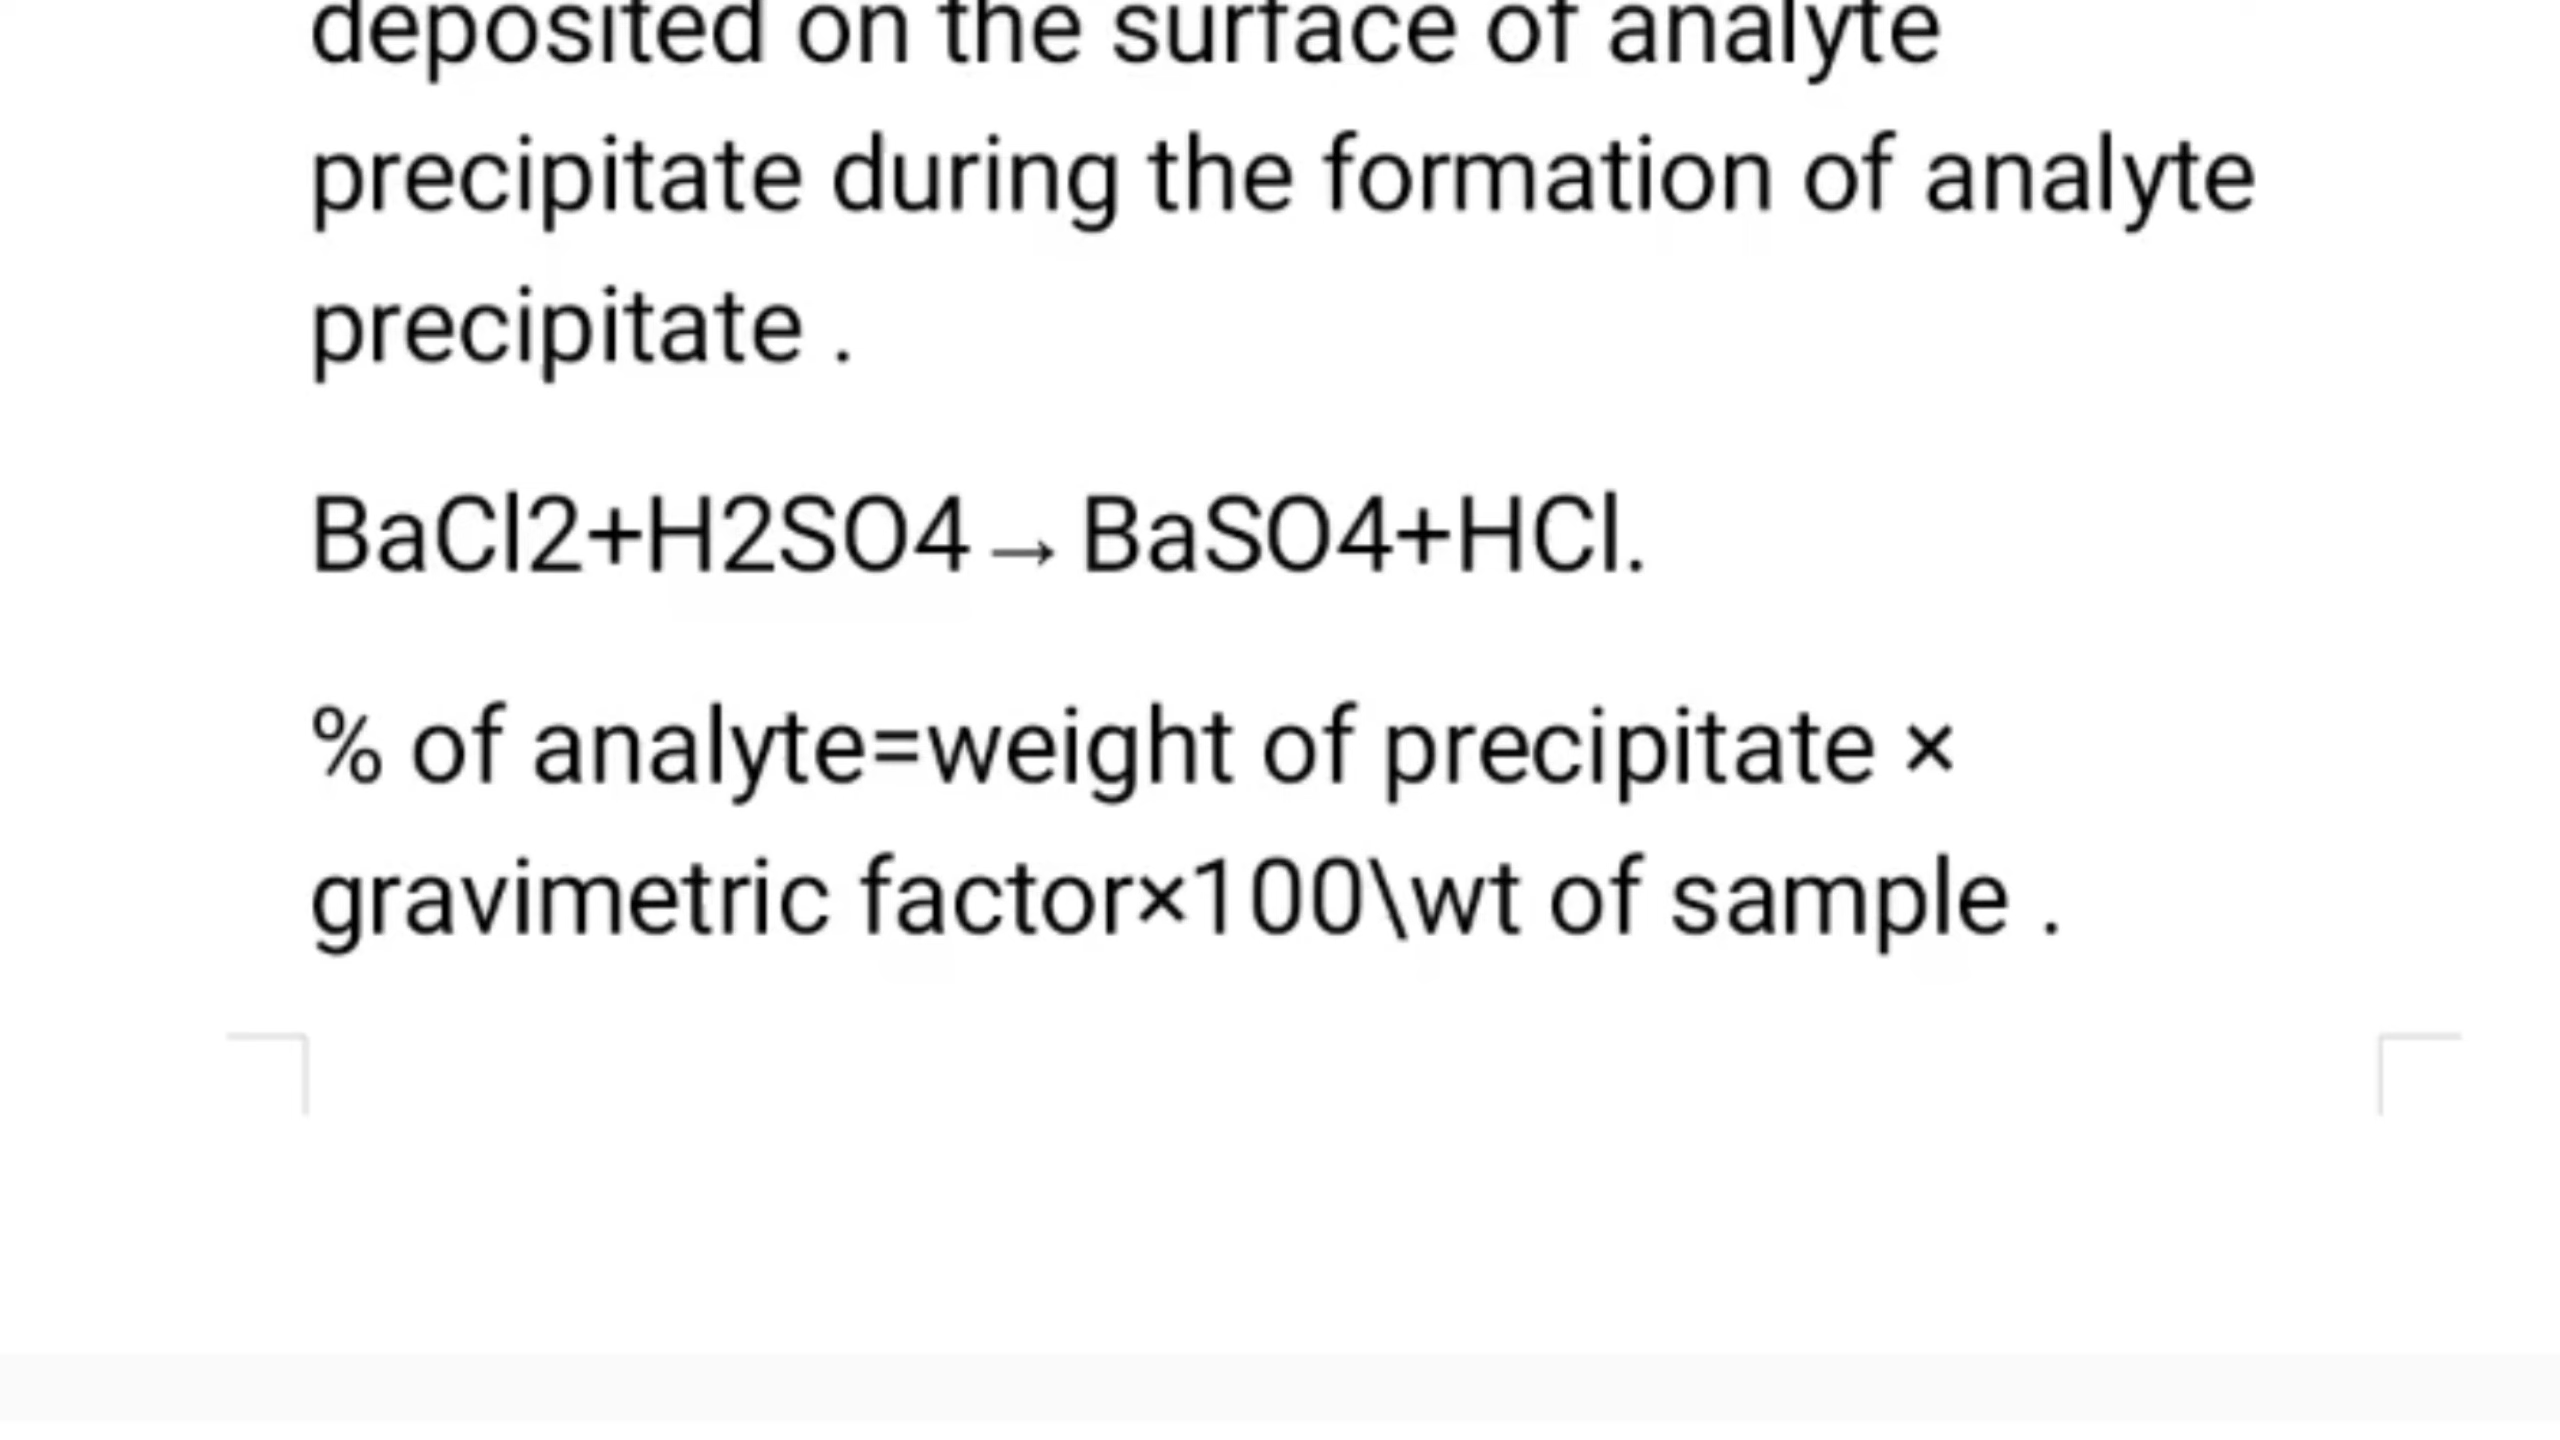 deposited on the surface of analyte
precipitate during the formation of analyte
precipitate .
BaCl2+H2SO4→BaSO4+HCl.
% of analyte=weight of precipitate ×
gravimetric factor×100\wt of sample .